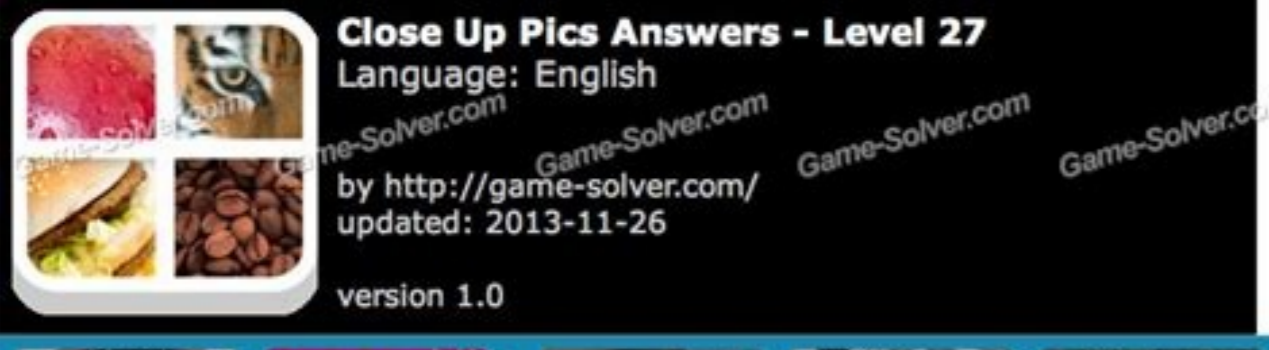 Close Up Pics Answers - Level 27
Language: English
Game-Solver.com Game-Solver.com Game-Solver.com Game-Solver.com Game-Solver.co
by http://game-solver.com/
updated: 2013-11-26
version 1.0